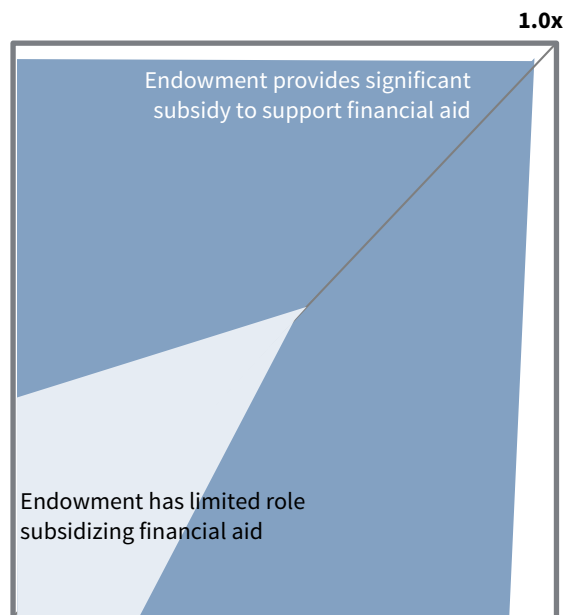 1.0x
Endowment provides significant
subsidy to support financial aid
Endowment has limited role
subsidizing financial aid